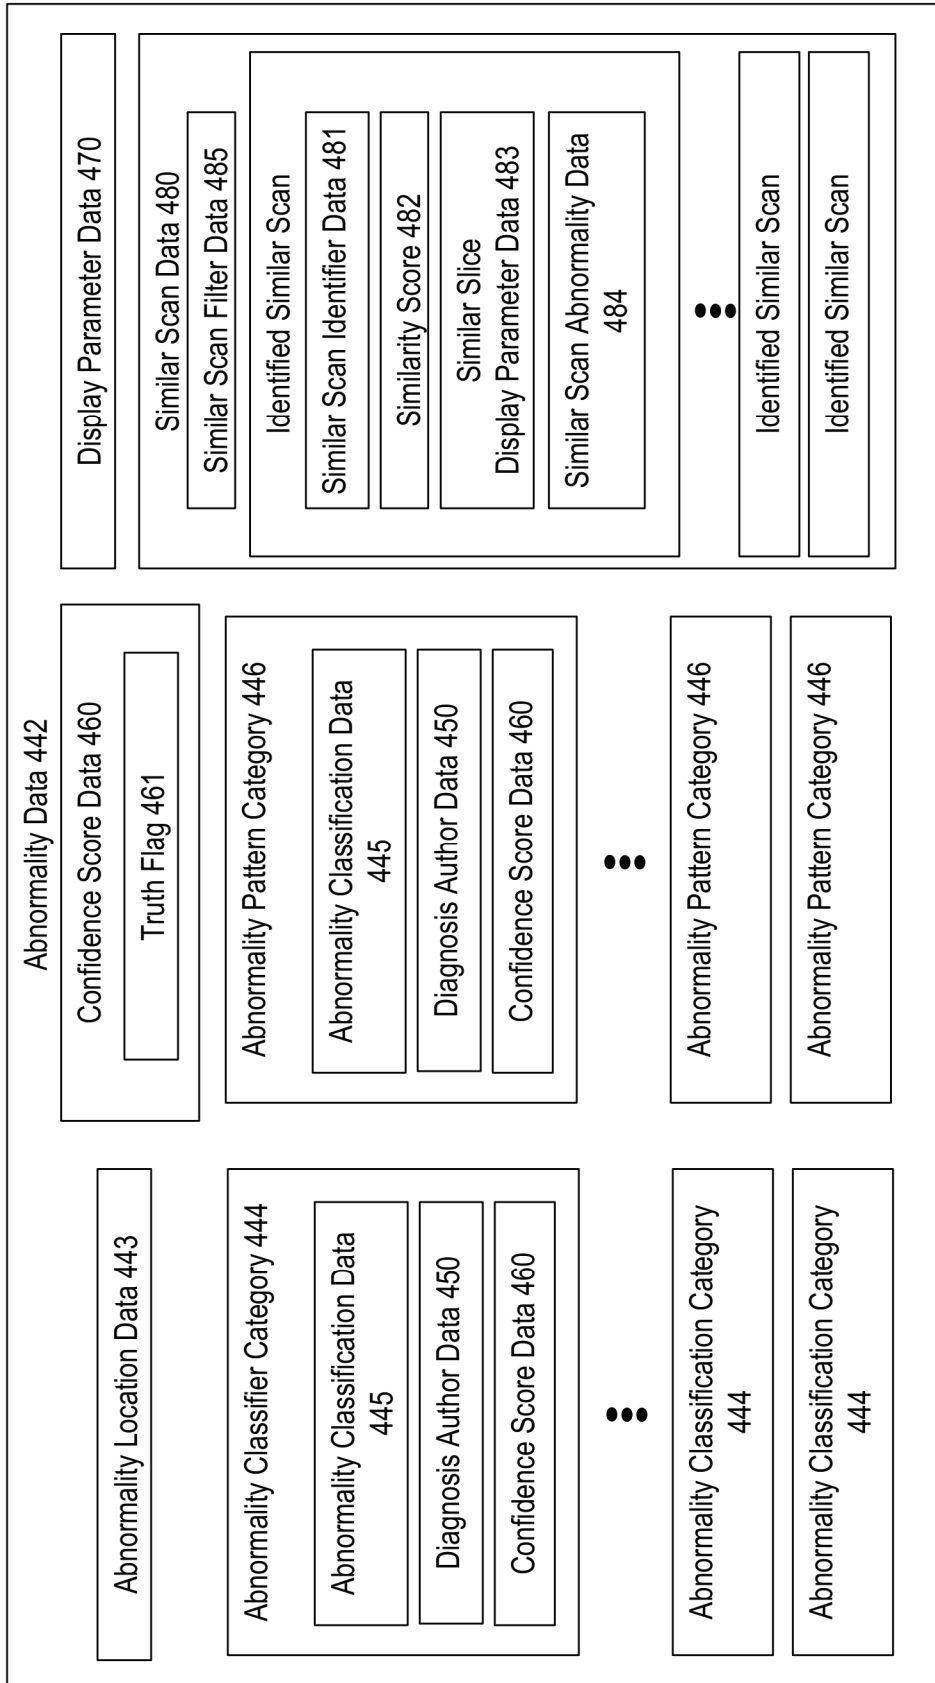 Abnormality Data 442
Abnormality Location Data 443
Abnormality Classifier Category 444
Abnormality Classification Data
445
Diagnosis Author Data 450
Confidence Score Data 460
Abnormality Classification Category
444
Abnormality Classification Category
444
Confidence Score Data 460
Truth Flag 461
Abnormality Pattern Category 446
Abnormality Classification Data
445
Diagnosis Author Data 450
Confidence Score Data 460
Abnormality Pattern Category 446
Abnormality Pattern Category 446
Display Parameter Data 470
Similar Scan Data 480
Similar Scan Filter Data 485
Identified Similar Scan
Similar Scan Identifier Data 481
Similarity Score 482
Similar Slice
Display Parameter Data 483
Similar Scan Abnormality Data
484
Identified Similar Scan
Identified Similar Scan